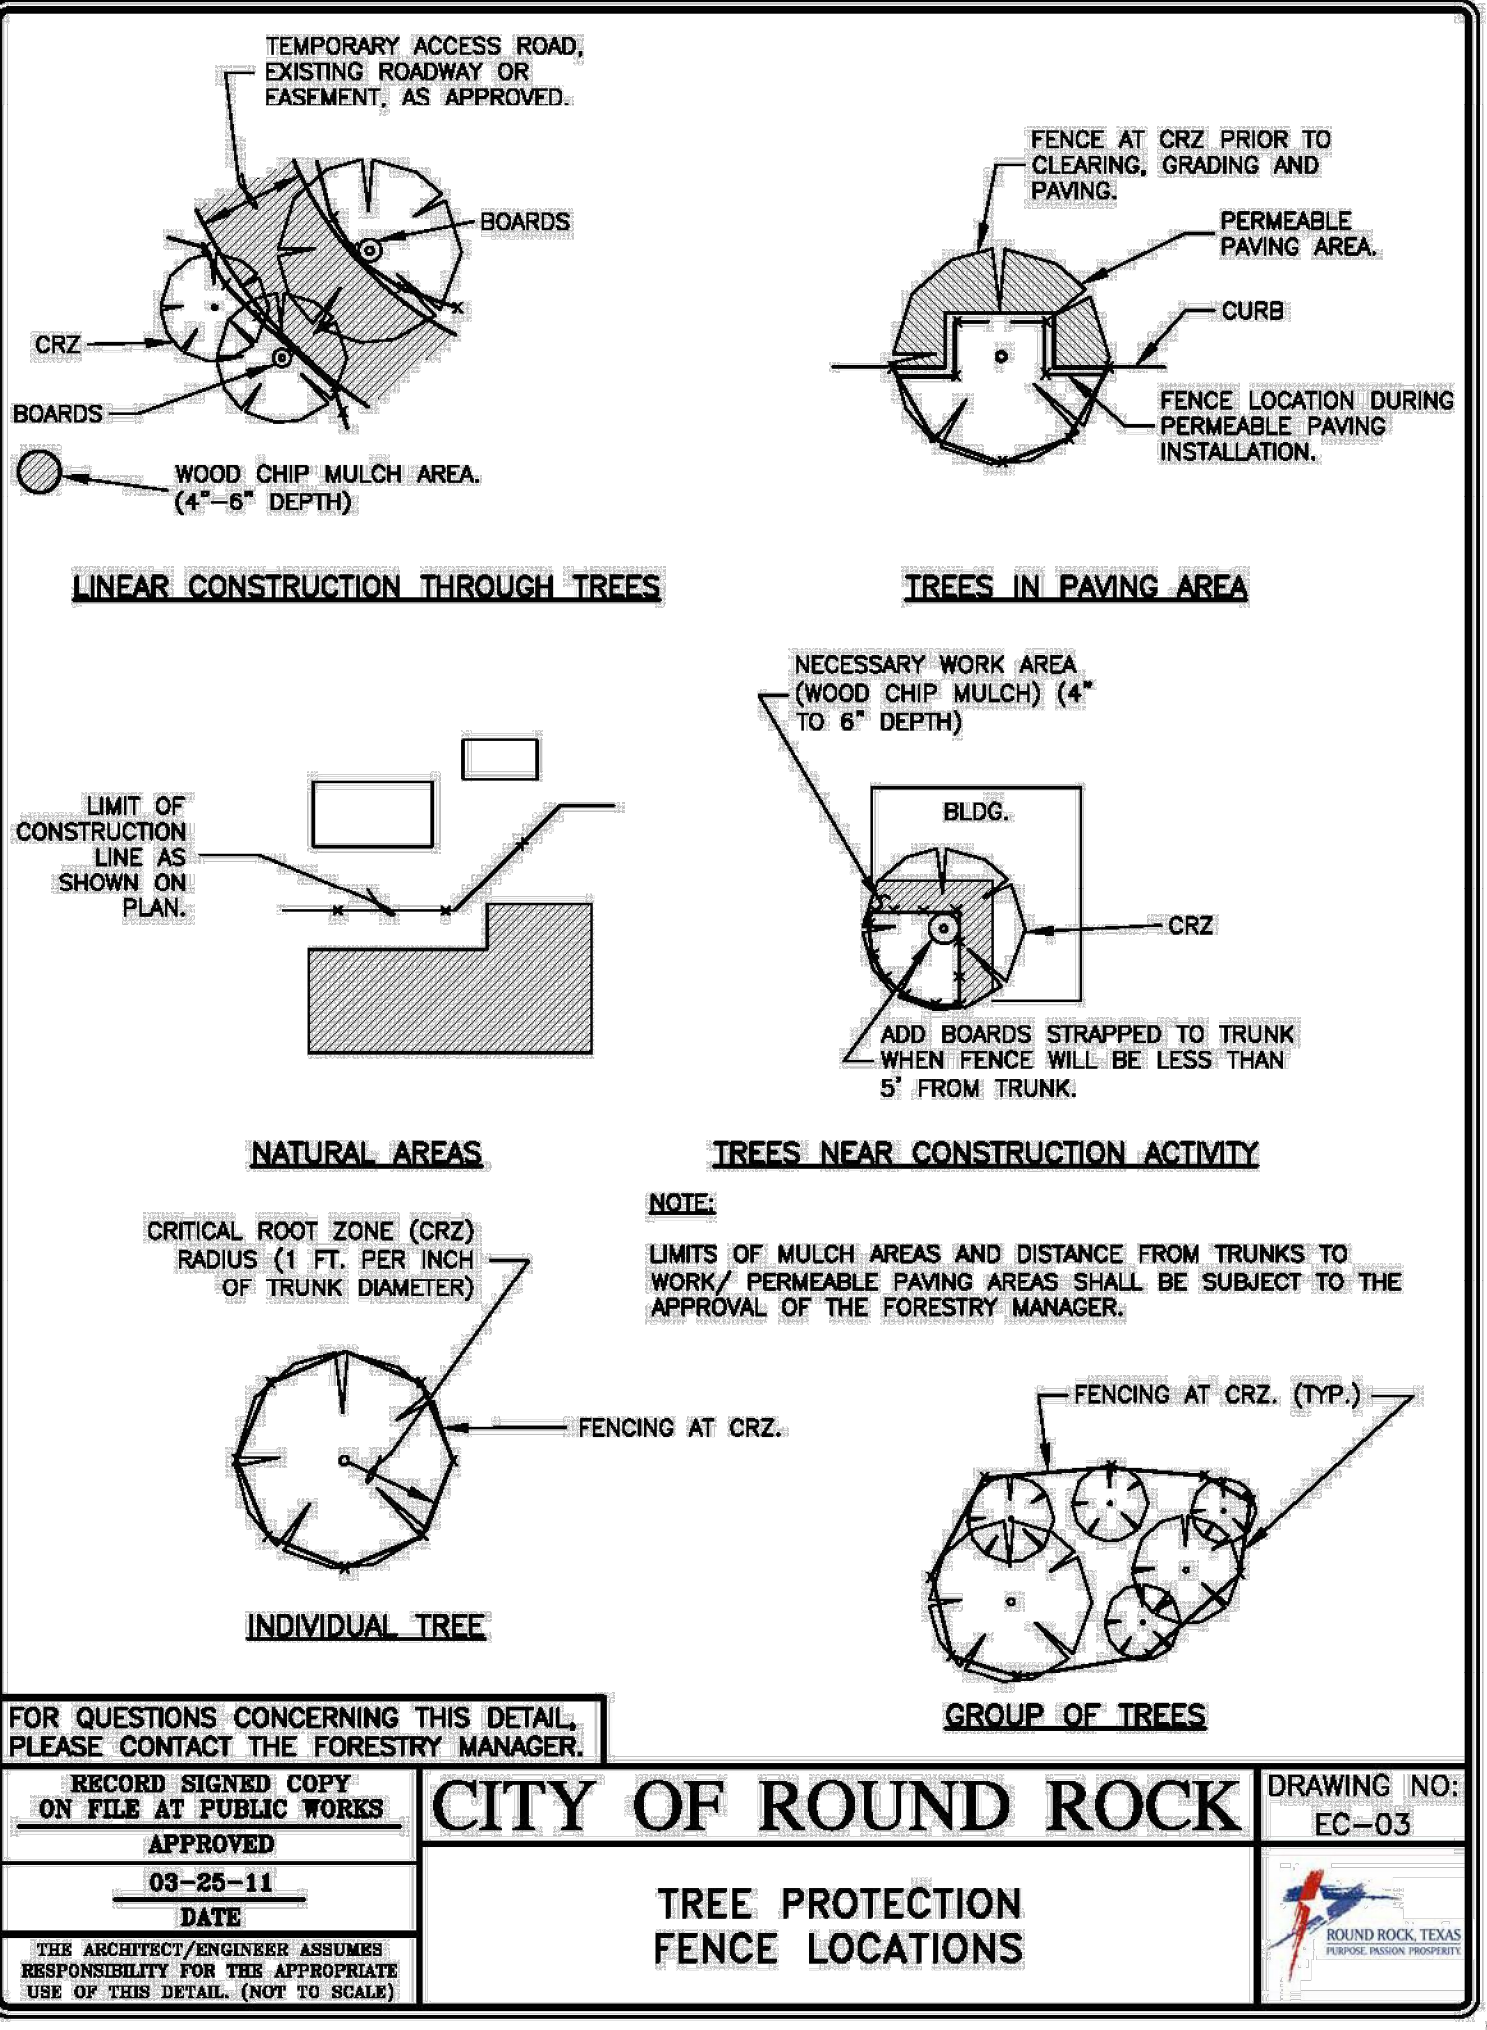 TEMPORARY ACCESS ROAD,
EXISTING ROADWAY OR
EASEMENT, AS APPROVED.
BOARDS
CRZ
BOARDS
WOOD CHIP MULCH AREA.
(4"-6" DEPTH)
LINEAR CONSTRUCTION THROUGH TREES
FENCE AT CRZ PRIOR TO
CLEARING, GRADING AND
PAVING.
PERMEABLE
PAVING AREA.
CURB
FENCE LOCATION DURING
PERMEABLE PAVING
INSTALLATION.
TREES IN PAVING AREA
LIMIT OF
CONSTRUCTION
LINE AS
SHOWN ON
PLAN.
NATURAL AREAS
NECESSARY WORK AREA
(WOOD CHIP MULCH) (4"
TO 6" DEPTH)
BLDG.
CRZ
ADD BOARDS STRAPPED TO TRUNK
WHEN FENCE WILL BE LESS THAN
5' FROM TRUNK.
TREES NEAR CONSTRUCTION ACTIVITY
NOTE:
LIMITS OF MULCH AREAS AND DISTANCE FROM TRUNKS TO
WORK/ PERMEABLE PAVING AREAS SHALL BE SUBJECT TO THE
APPROVAL OF THE FORESTRY MANAGER.
CRITICAL ROOT ZONE (CRZ)
RADIUS (1 FT. PER INCH
OF TRUNK DIAMETER)
FENCING AT CRZ.
INDIVIDUAL TREE
FENCING AT CRZ. (TYP.)
GROUP OF TREES
FOR QUESTIONS CONCERNING THIS DETAIL,
PLEASE CONTACT THE FORESTRY MANAGER.
RECORD SIGNED COPY
ON FILE AT PUBLIC WORKS
APPROVED
03-25-11
DATE
THE ARCHITECT/ENGINEER ASSUMES
RESPONSIBILITY FOR THE APPROPRIATE
USE OF THIS DETAIL. (NOT TO SCALE)
CITY OF ROUND ROCK
TREE PROTECTION
FENCE LOCATIONS
DRAWING NO:
EC-03
ROUND ROCK, TEXAS
PURPOSE. PASSION. PROSPERITY.